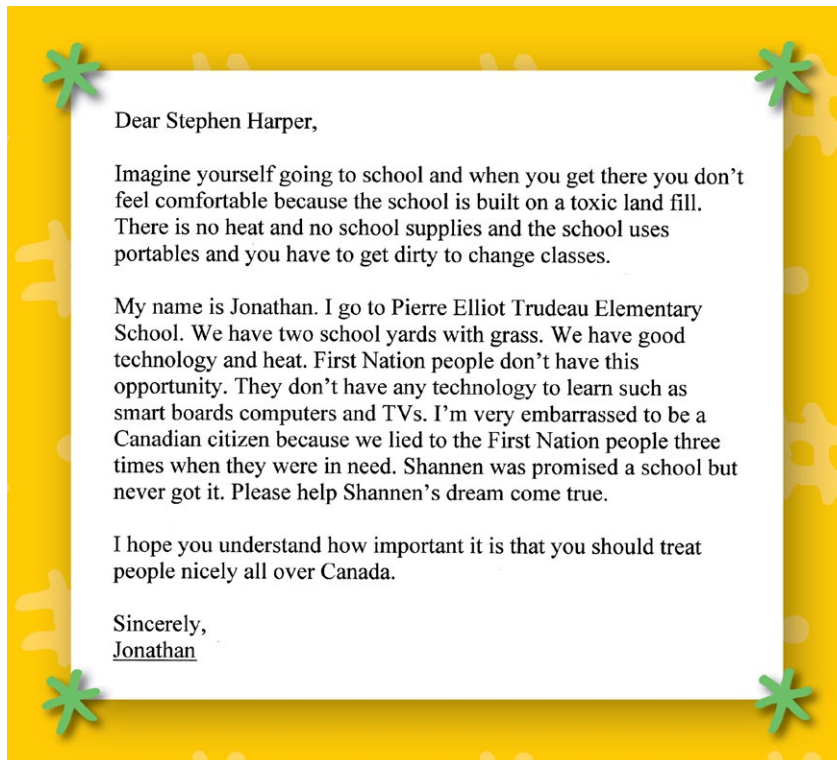 Dear Stephen Harper,
Imagine yourself going to school and when you get there you don't
feel comfortable because the school is built on a toxic land fill.
There is no heat and no school supplies and the school uses
portables and you have to get dirty to change classes.
My name is Jonathan. I go to Pierre Elliot Trudeau Elementary
School. We have two school yards with grass. We have good
technology and heat. First Nation people don't have this
opportunity. They don't have any technology to learn such as
smart boards computers and TVs. I'm very embarrassed to be a
Canadian citizen because we lied to the First Nation people three
times when they were in need. Shannen was promised a school but
never got it. Please help Shannen's dream come true.
I hope you understand how important it is that you should treat
people nicely all over Canada.
Sincerely,
Jonathan